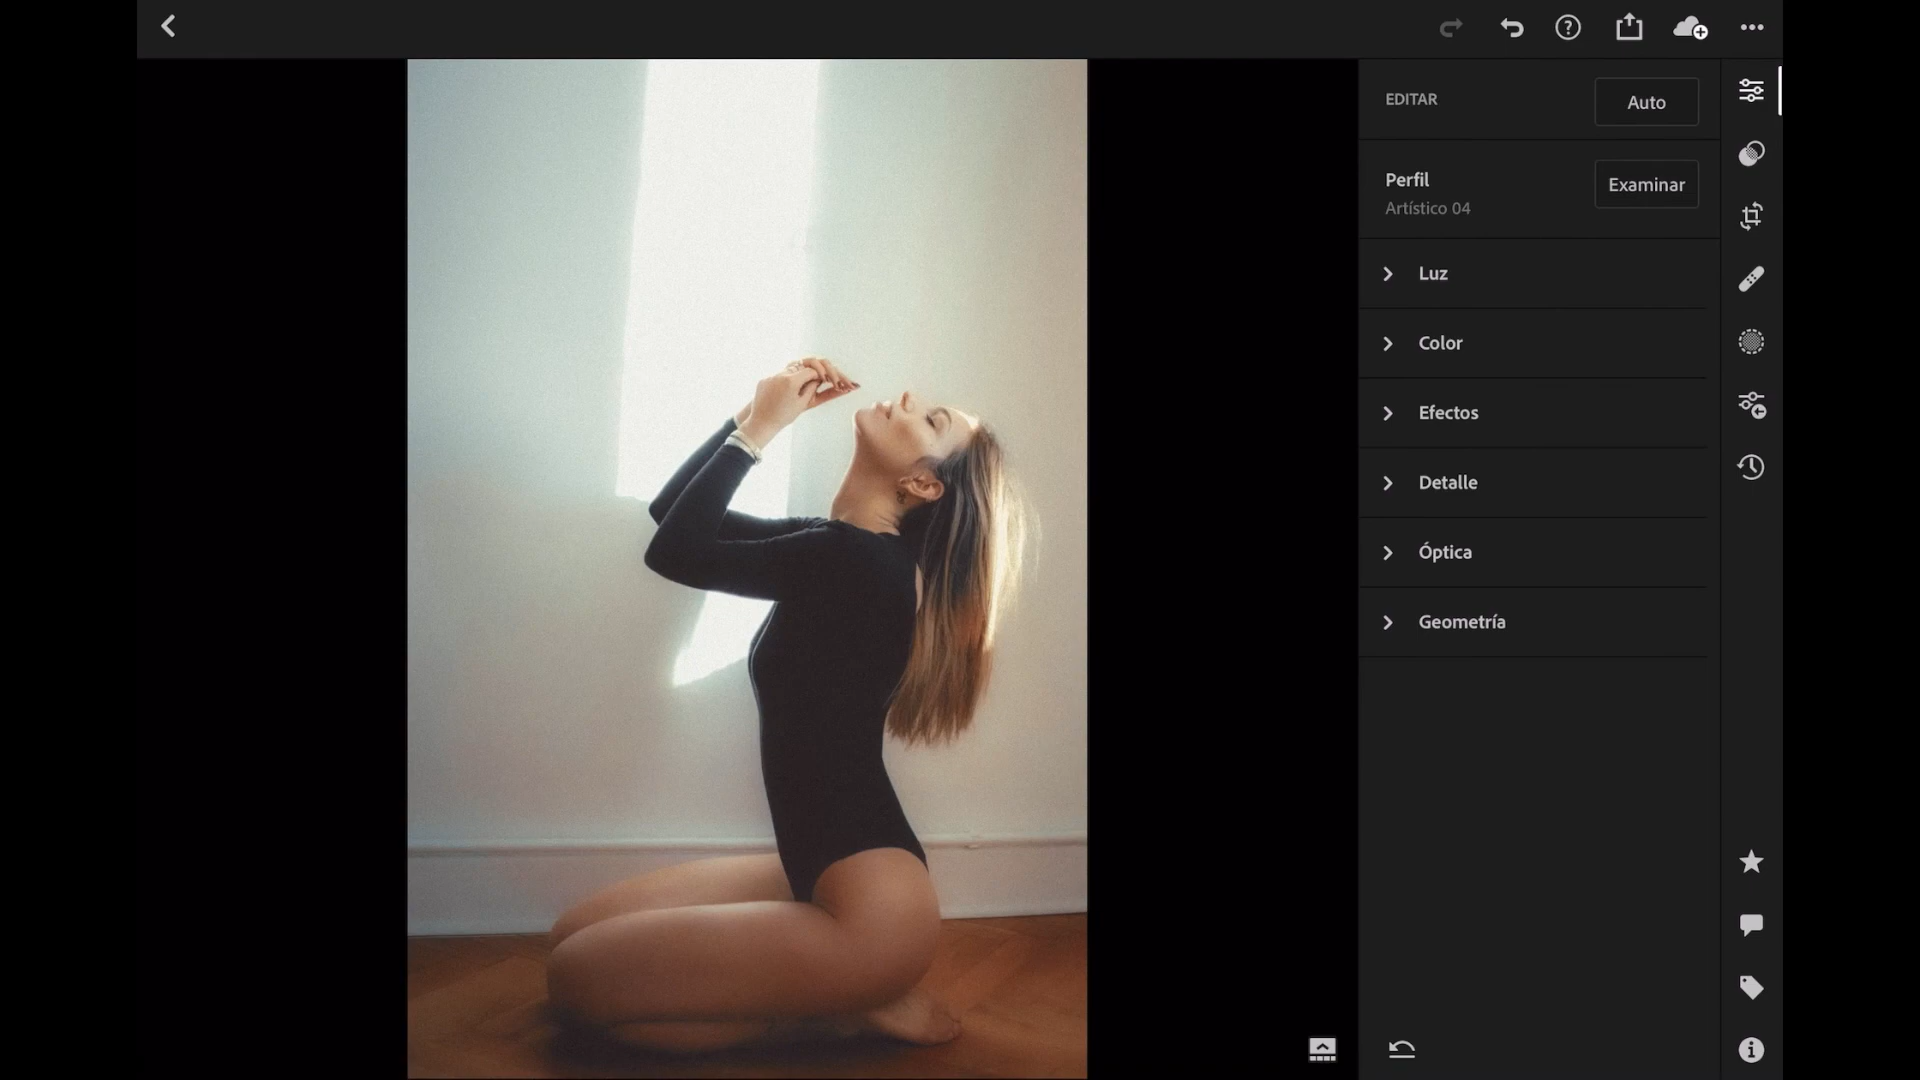 EDITAR
Auto
Perfil
Artístico 04
Examinar
Luz
Color
Efectos
Detalle
Óptica
Geometría